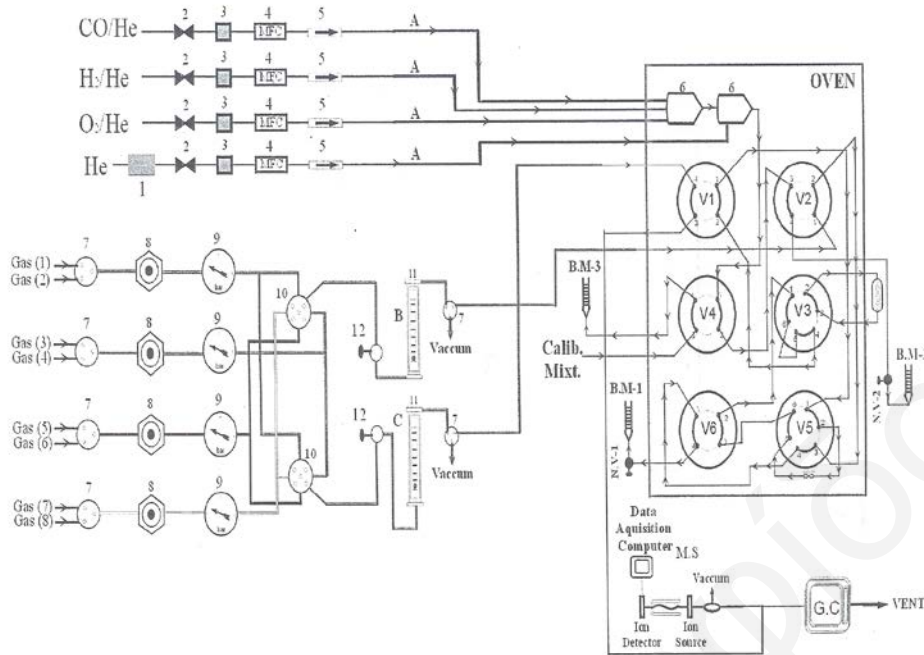 CO/He
2
3
4
MFC
5
A
H₂/He
2
3
4
MFC
5
A
O₂/He
2
3
4
MFC
5
A
He
1
2
3
4
MFC
5
A
6
6
OVEN
V1
V2
V4
V3
V6
V5
Gas (1)
Gas (2)
7
8
9
bar
Gas (3)
Gas (4)
7
8
9
Gas (5)
Gas (6)
7
8
9
Gas (7)
Gas (8)
7
8
9
bar
10
10
12
B
11
7
Vaccum
12
C
11
7
Vaccum
B.M-3
Calib.
Mixt.
B.M-1
N.V-1
N.V-2
Data
Aquisition
Computer
M.S
Vaccum
Ion
Detector
Ion
Source
G.C
VENT